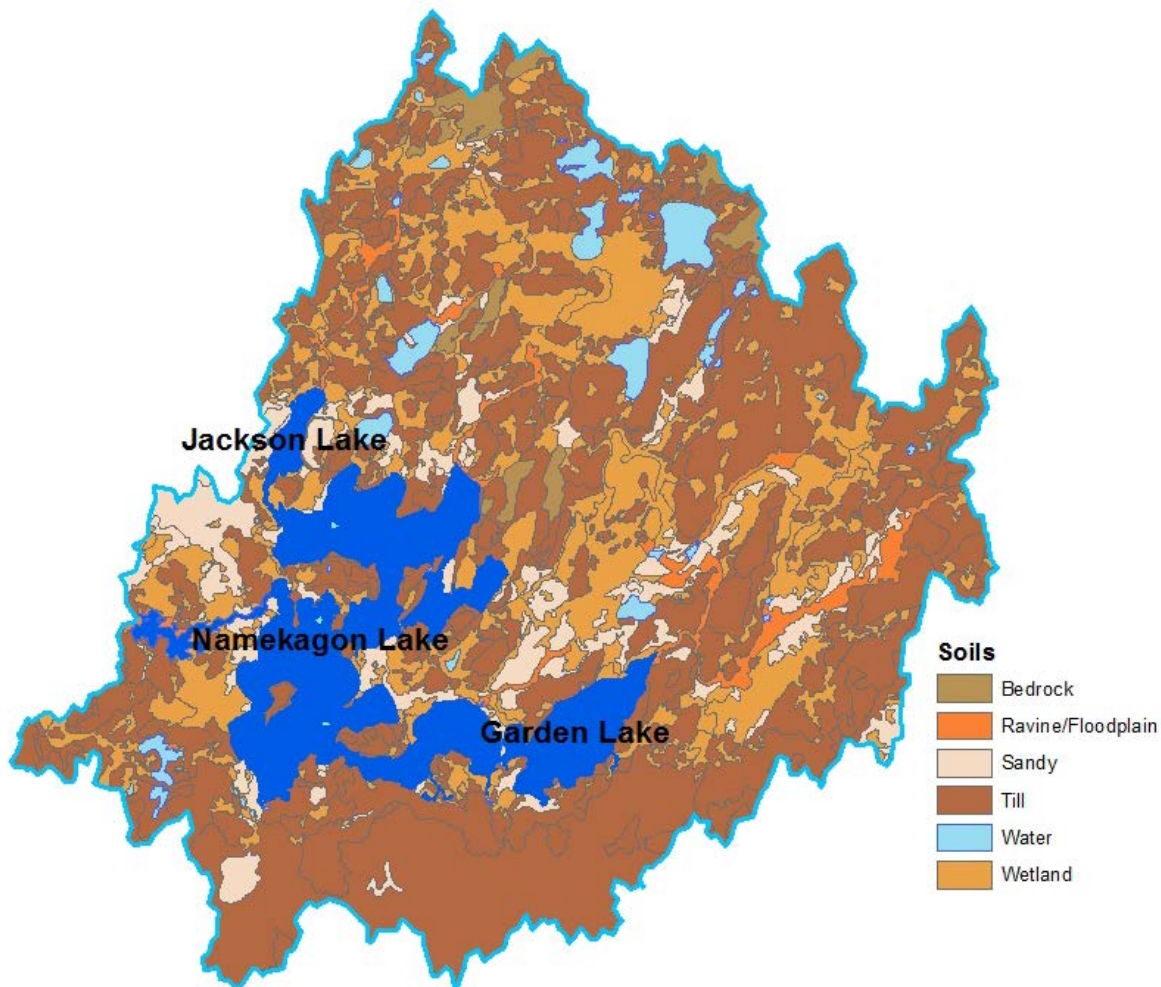 Jackson Lake
Namekagon Lake
Garden Lake
Soils
Bedrock
Ravine/Floodplain
Sandy
Till
Water
Wetland